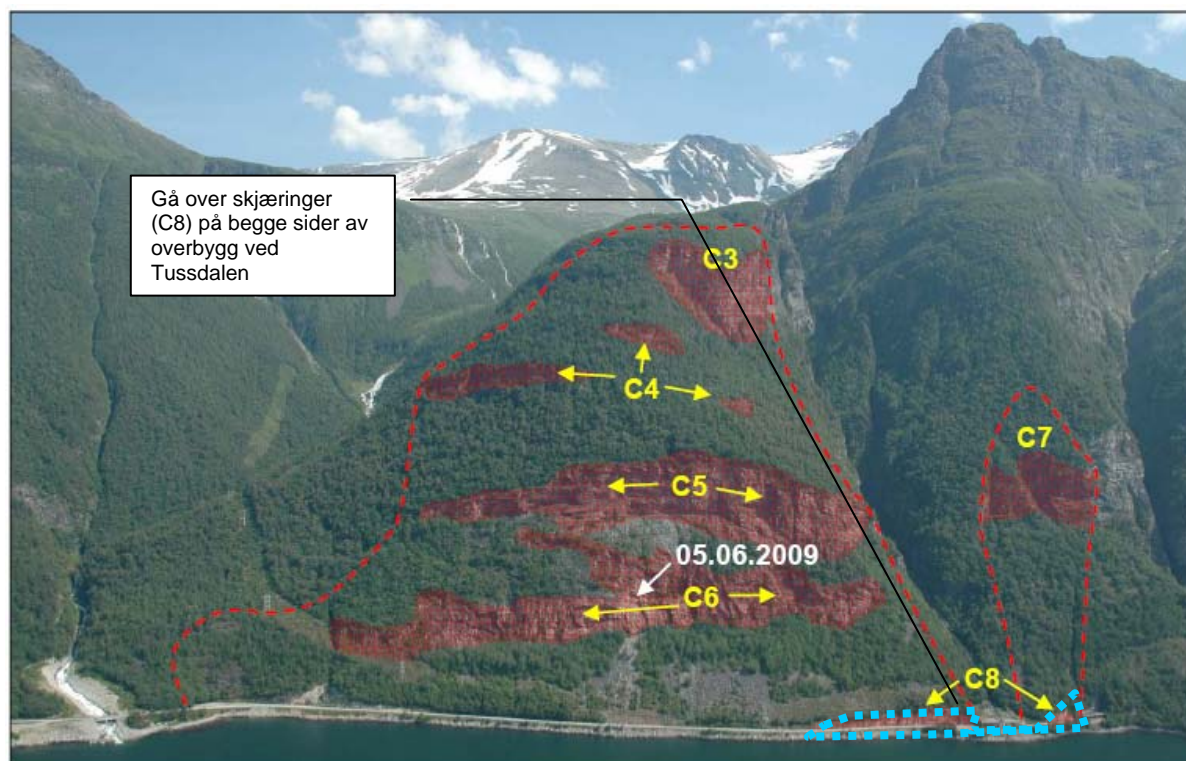 Gå over skjæringer
(C8) på begge sider av
overbygg ved
Tussdalen
C3
C4
C7
C5
05.06.2009
C6
C8